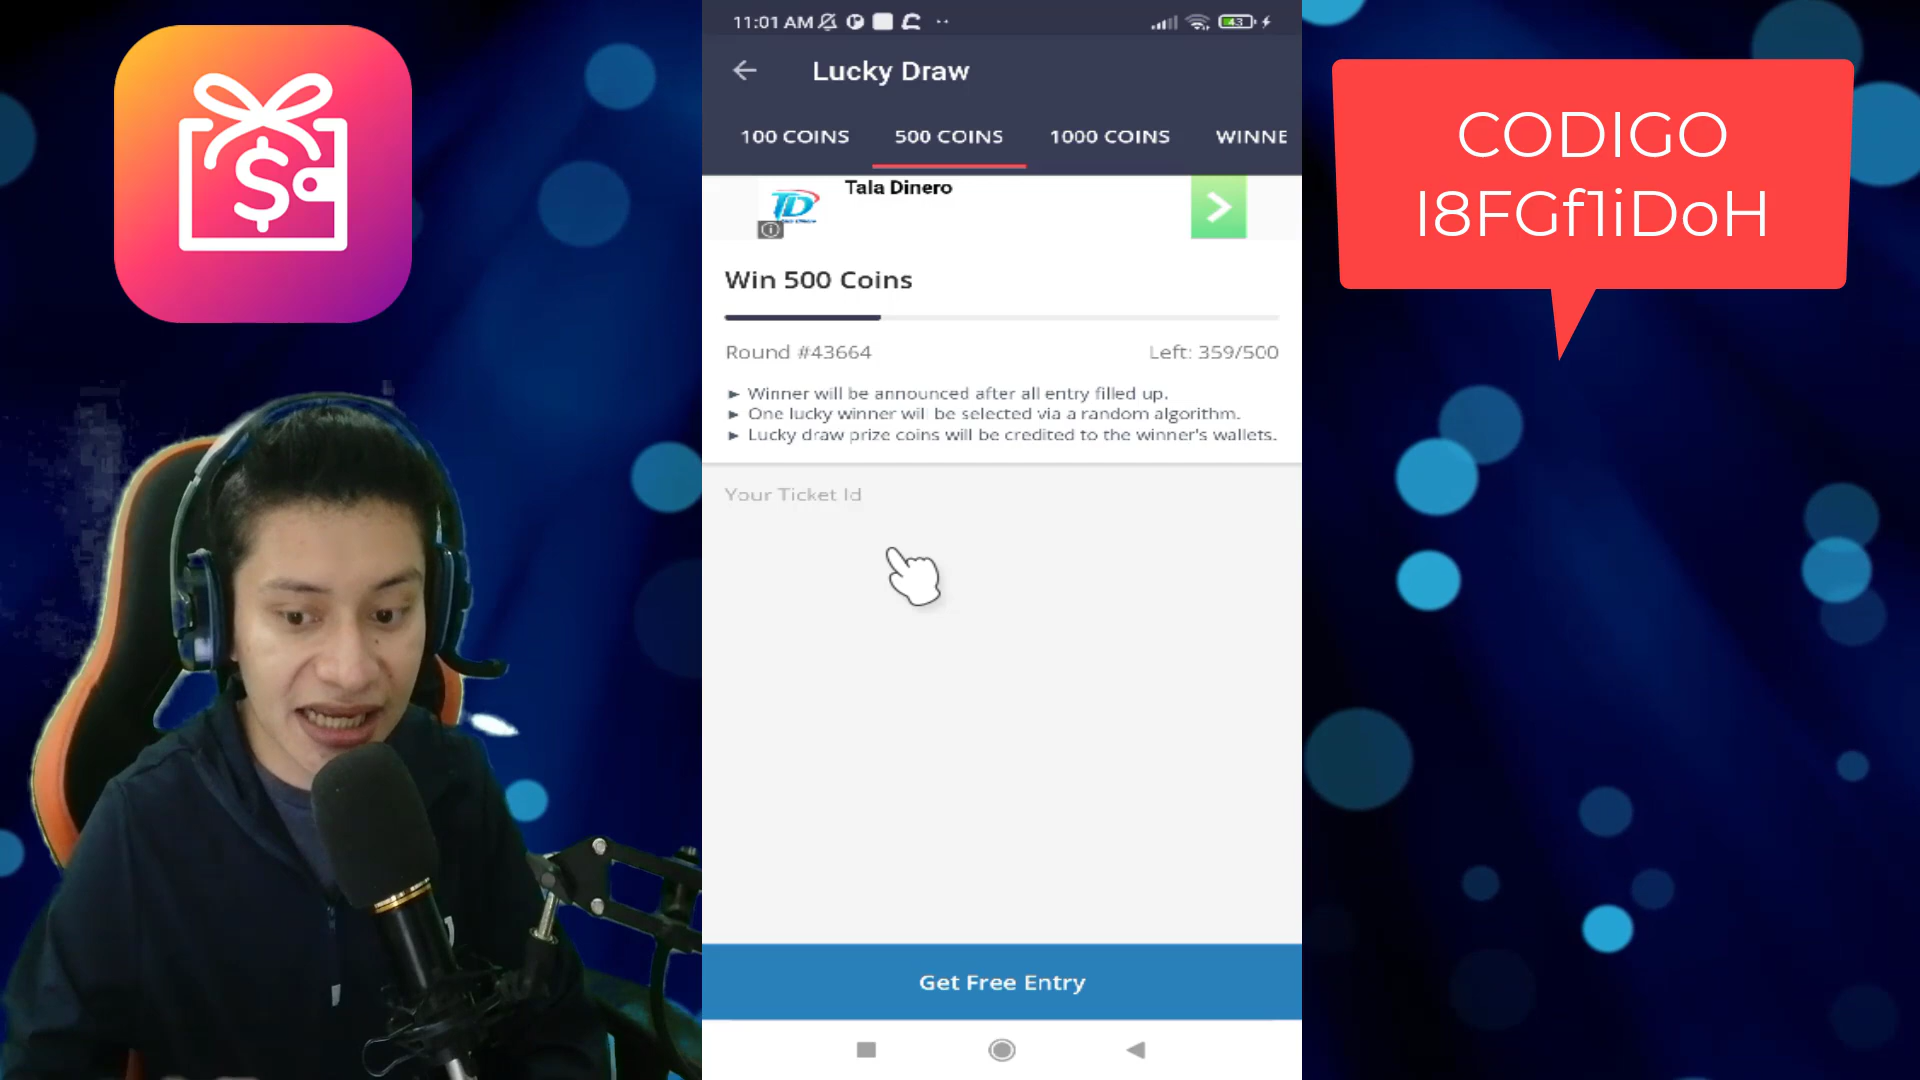 11:01 AM
43
Lucky Draw
100 COINS 500 COINS 1000 COINS WINNE
Tala Dinero
TD
Win 500 Coins
Round #43664 Left: 359/500
► Winner will be announced after all entry filled up.
► One lucky winner will be selected via a random algorithm.
► Lucky draw prize coins will be credited to the winner's wallets.
Your Ticket Id
Get Free Entry
CODIGO
I8FGf1iDoH